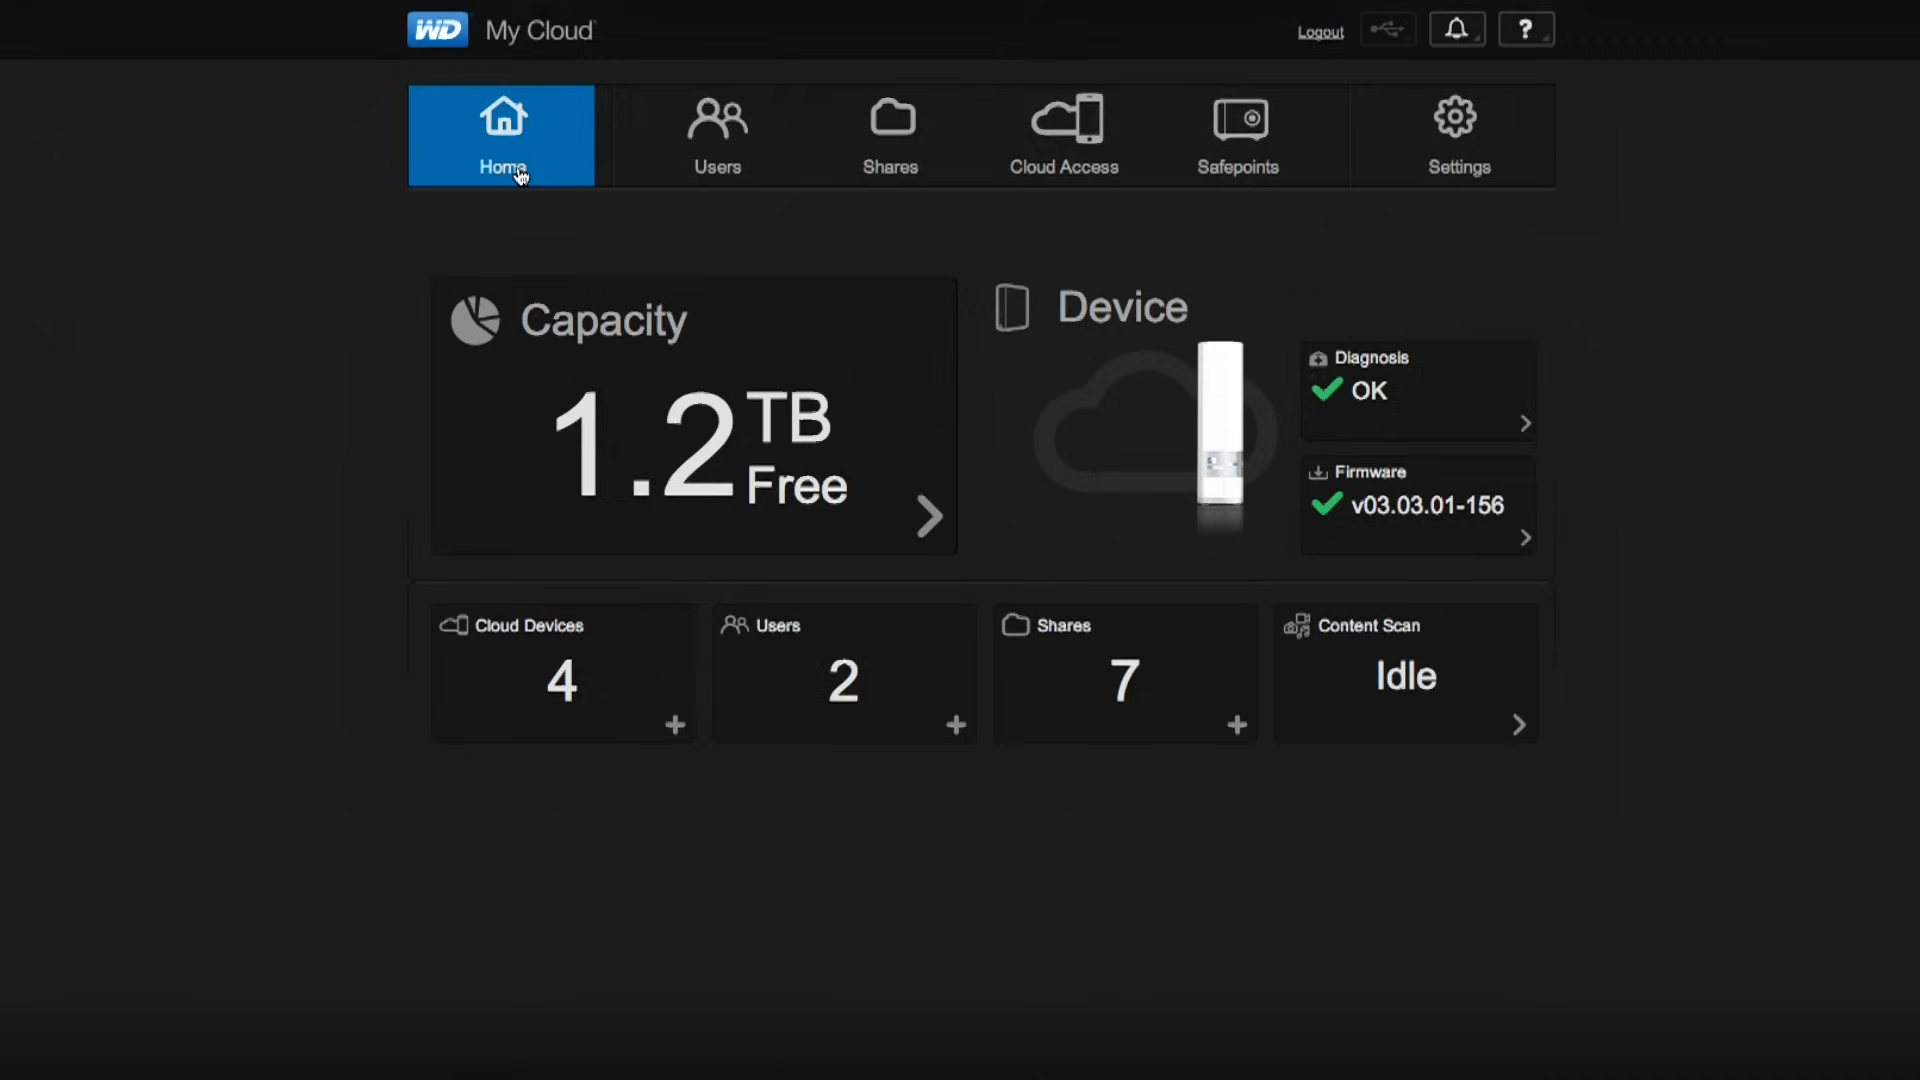 WD My Cloud
Logout
?
Home
Users
Shares
Cloud Access
Safepoints
Settings
Capacity
1.2 TB Free
Device
Diagnosis
OK
Firmware
v03.03.01-156
Cloud Devices
4
Users
2
Shares
7
Content Scan
Idle